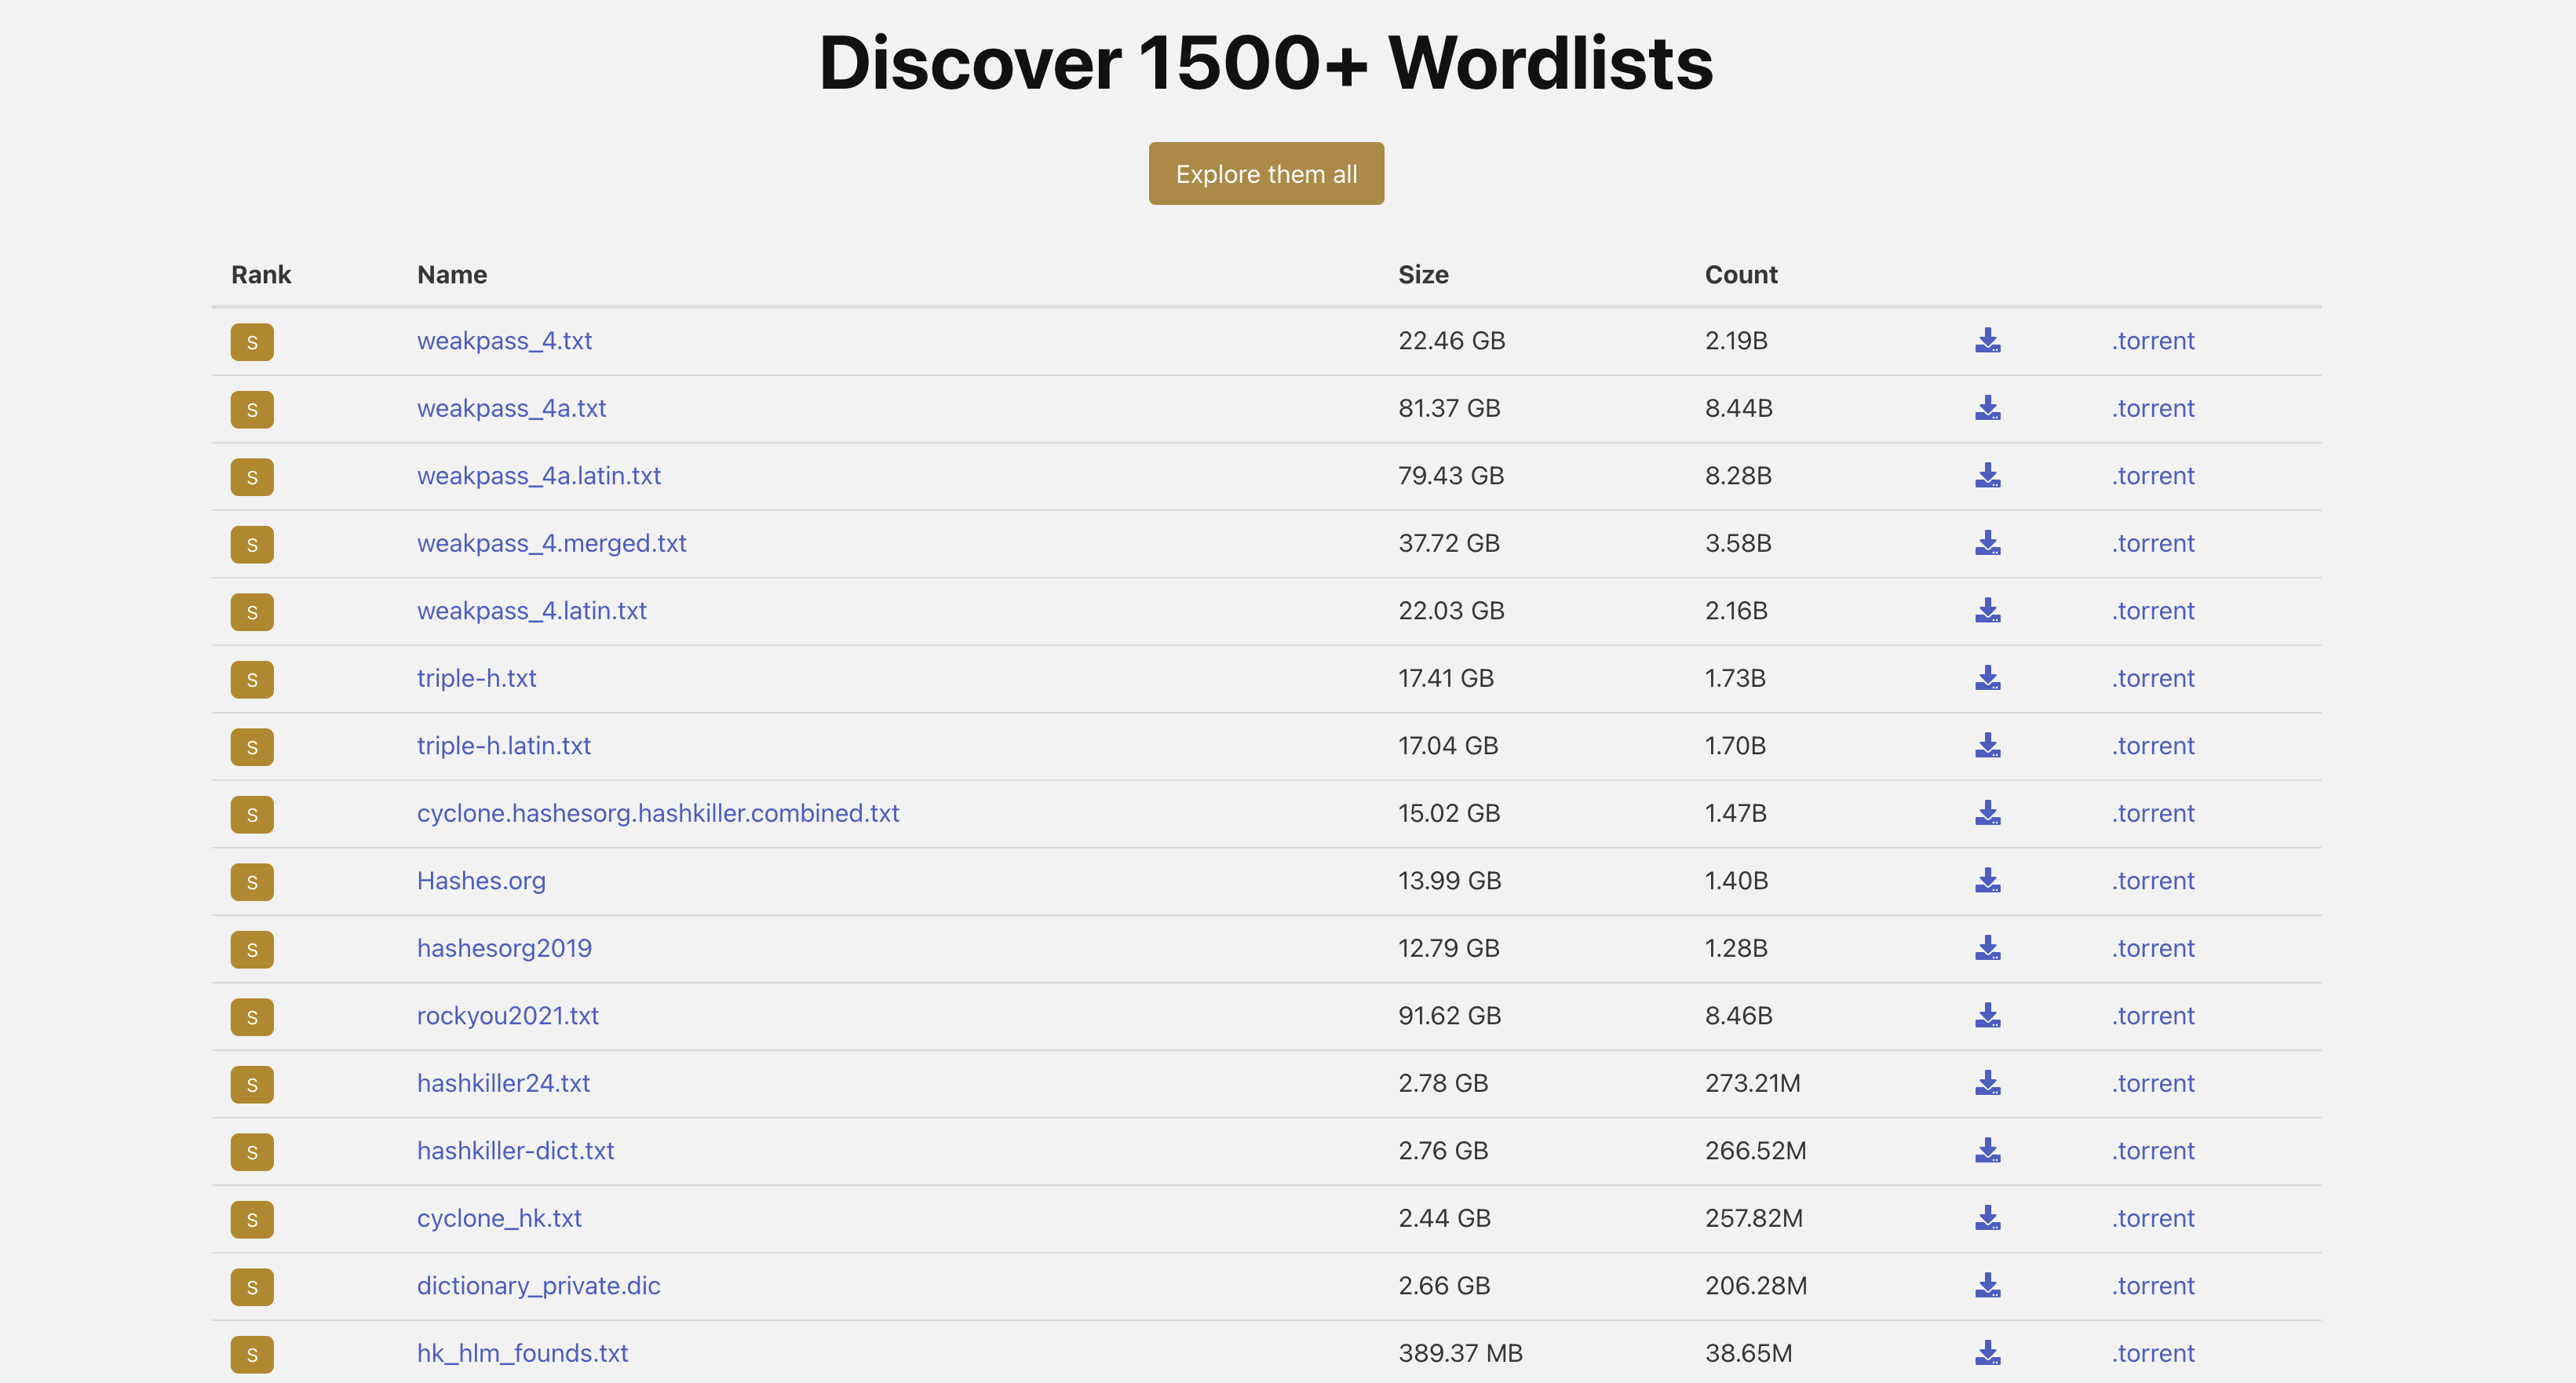 Discover 1500+ Wordlists
Explore them all
Rank Name Size Count
S weakpass_4.txt 22.46 GB 2.19B .torrent
S weakpass_4a.txt 81.37 GB 8.44B .torrent
S weakpass_4a.latin.txt 79.43 GB 8.28B .torrent
S weakpass_4.merged.txt 37.72 GB 3.58B .torrent
S weakpass_4.latin.txt 22.03 GB 2.16B .torrent
S triple-h.txt 17.41 GB 1.73B .torrent
S triple-h.latin.txt 17.04 GB 1.70B .torrent
S cyclone.hashesorg.hashkiller.combined.txt 15.02 GB 1.47B .torrent
S Hashes.org 13.99 GB 1.40B .torrent
S hashesorg2019 12.79 GB 1.28B .torrent
S rockyou2021.txt 91.62 GB 8.46B .torrent
S hashkiller24.txt 2.78 GB 273.21M .torrent
S hashkiller-dict.txt 2.76 GB 266.52M .torrent
S cyclone_hk.txt 2.44 GB 257.82M .torrent
S dictionary_private.dic 2.66 GB 206.28M .torrent
S hk_hlm_founds.txt 389.37 MB 38.65M .torrent